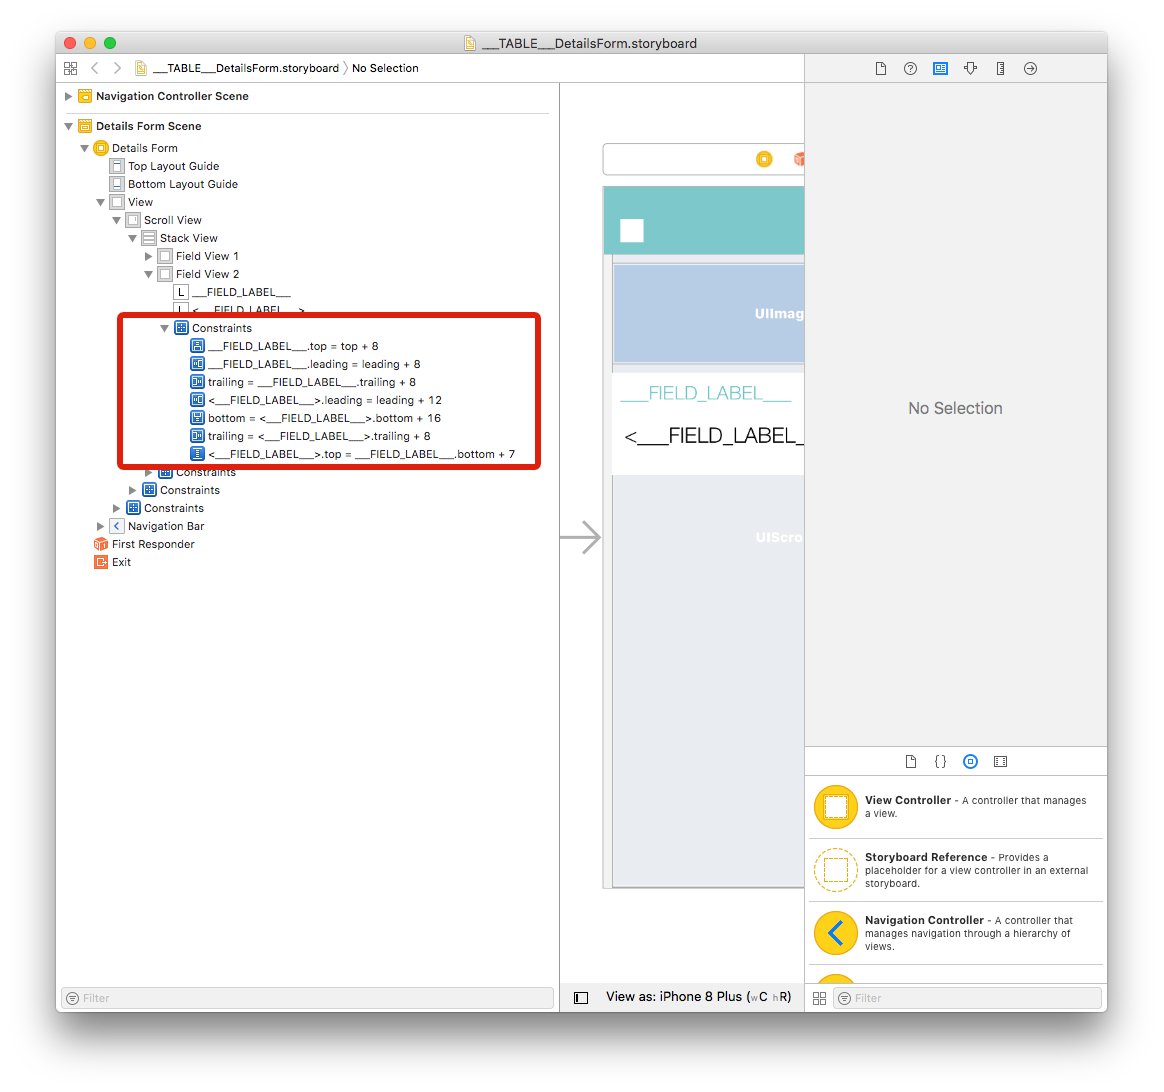 ___TABLE___DetailsForm.storyboard
___TABLE___DetailsForm.storyboard
No Selection
Navigation Controller Scene
Details Form Scene
Details Form
Top Layout Guide
Bottom Layout Guide
View
Scroll View
Stack View
Field View 1
Field View 2
L ___FIELD_LABEL___
L <___FIELD_LABEL___>
Constraints
___FIELD_LABEL___.top = top + 8
___FIELD_LABEL___.leading = leading + 8
trailing = ___FIELD_LABEL___.trailing + 8
<___FIELD_LABEL___>.leading = leading + 12
bottom = <___FIELD_LABEL___>.bottom + 16
trailing = <___FIELD_LABEL___>.trailing + 8
<___FIELD_LABEL___>.top = ___FIELD_LABEL___.bottom + 7
Constraints
Constraints
Constraints
Navigation Bar
First Responder
Exit
Filter
UIImag
___FIELD_LABEL___
<___FIELD_LABEL_
UIScro
View as: iPhone 8 Plus (wC hR)
No Selection
{}
View Controller - A controller that manages
a view.
Storyboard Reference - Provides a
placeholder for a view controller in an external
storyboard.
Navigation Controller - A controller that
manages navigation through a hierarchy of
views.
Filter